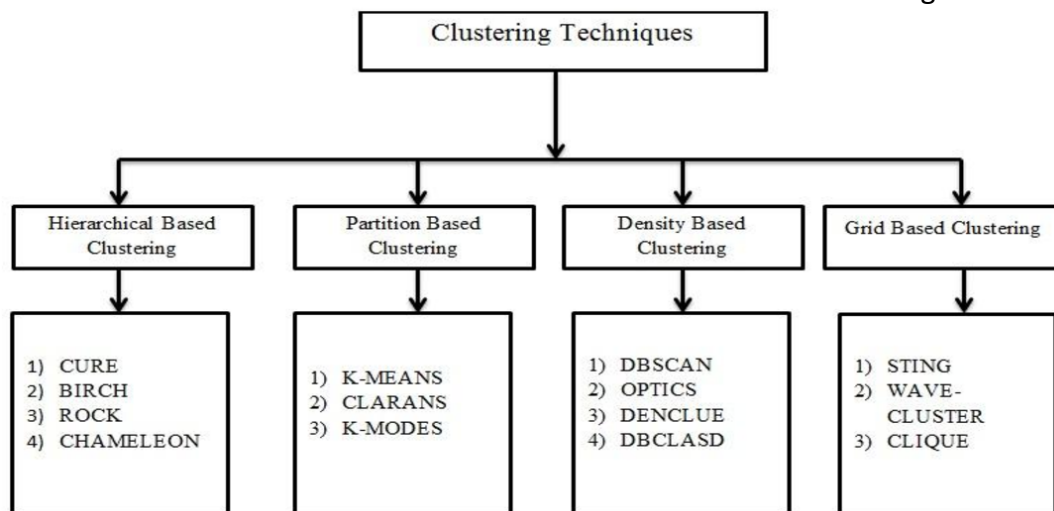 Clustering Techniques
Hierarchical Based
Clustering
Partition Based
Clustering
Density Based
Clustering
Grid Based Clustering
1) CURE
2) BIRCH
3) ROCK
4) CHAMELEON
1) K-MEANS
2) CLARANS
3) K-MODES
1) DBSCAN
2) OPTICS
3) DENCLUE
4) DBCLASD
1) STING
2) WAVE-
CLUSTER
3) CLIQUE